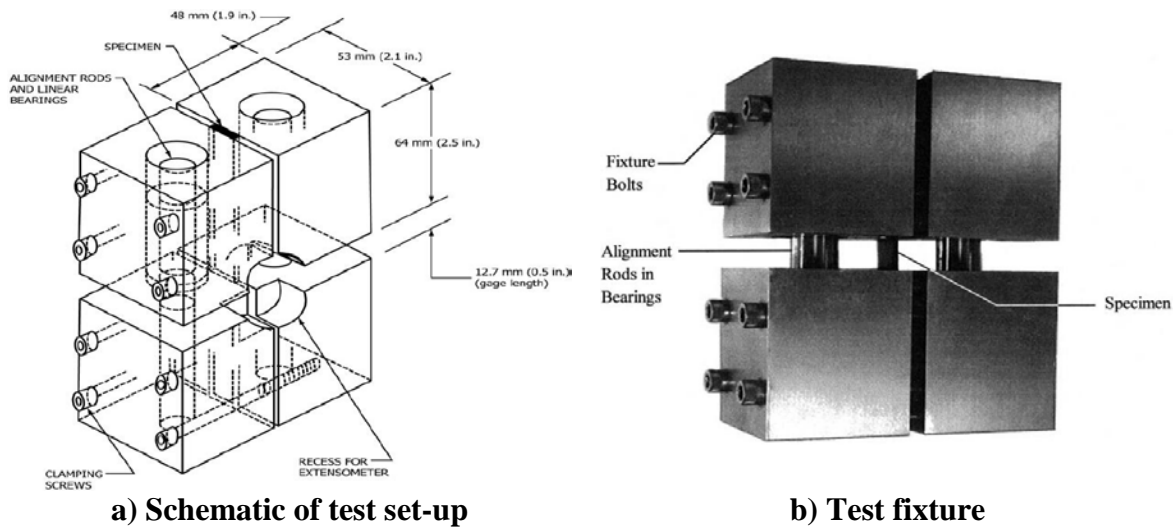 48 mm (1.9 in.)
SPECIMEN
53 mm (2.1 in.)
ALIGNMENT RODS
AND LINEAR
BEARINGS
64 mm (2.5 in.)
12.7 mm (0.5 in.)
(gage length)
RECESS FOR
EXTENSOMETER
CLAMPING
SCREWS
a) Schematic of test set-up
Fixture
Bolts
Alignment
Rods in
Bearings
Specimen
b) Test fixture